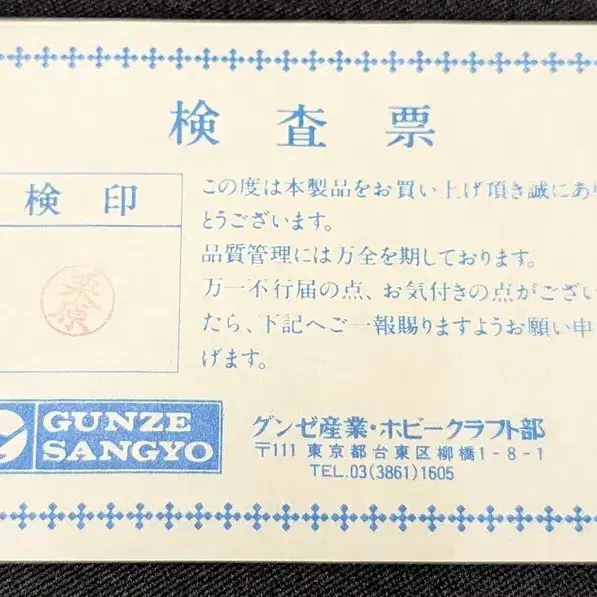 検査票
検印
この度は本製品をお買い上げ頂き誠にあり
とうございます。
品質管理には万全を期しております。
万一不行届の点、お気付きの点がござい
たら、下記へご一報賜りますようお願い申
げます。
GUNZE
SANGYO
グンゼ産業・ホビークラフト部
〒111 東京都台東区柳橋1-8-1
TEL.03(3861)1605